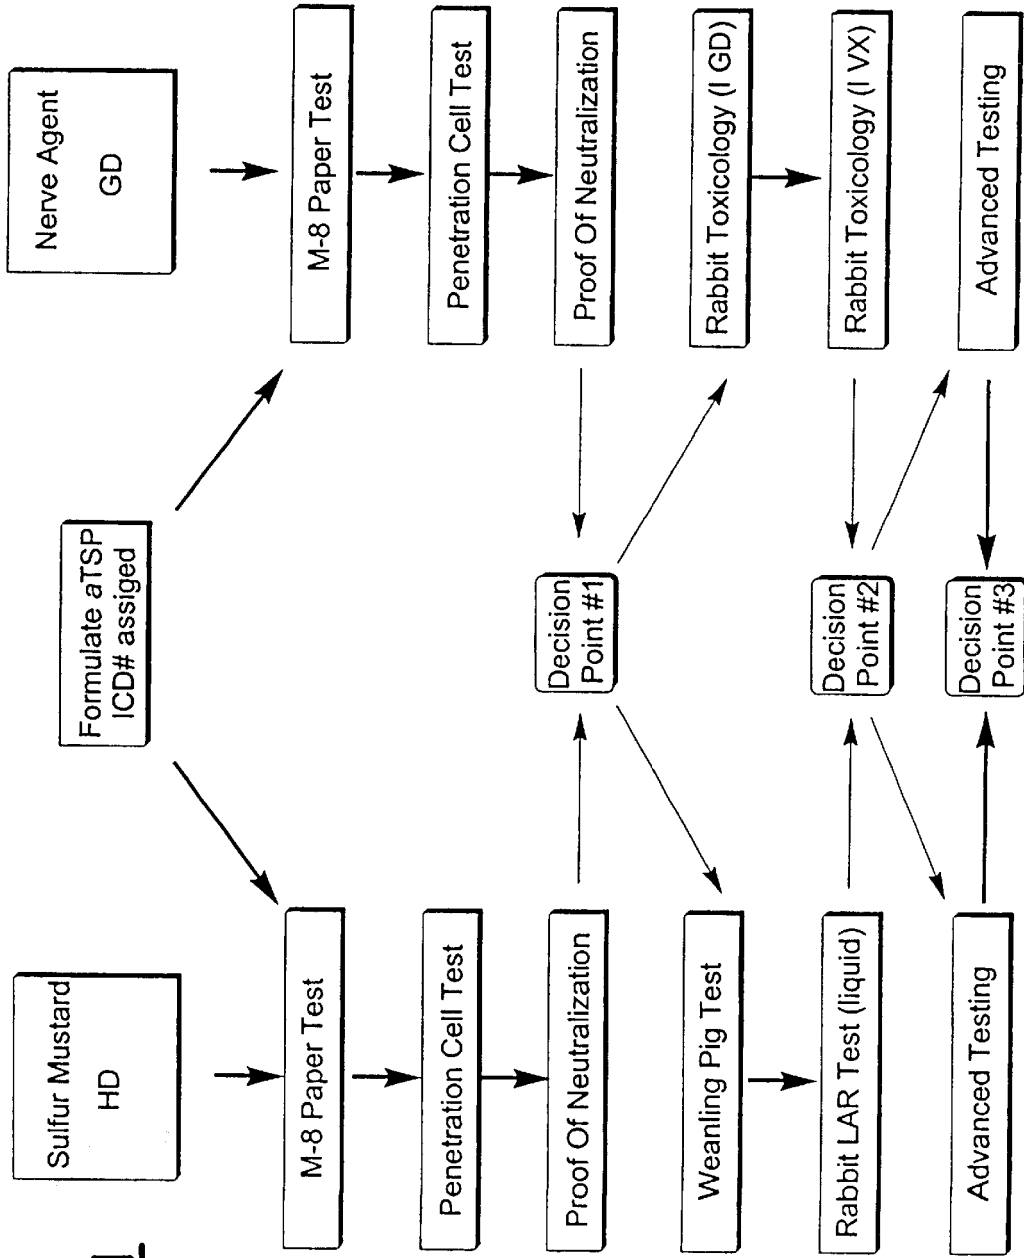 Sulfur Mustard
HD
Formulate aTSP
ICD# assiged
Nerve Agent
GD
M-8 Paper Test
M-8 Paper Test
Penetration Cell Test
Penetration Cell Test
Proof Of Neutralization
Decision
Point #1
Proof Of Neutralization
Weanling Pig Test
Rabbit Toxicology (I GD)
Rabbit LAR Test (liquid)
Decision
Point #2
Rabbit Toxicology (I VX)
Advanced Testing
Decision
Point #3
Advanced Testing